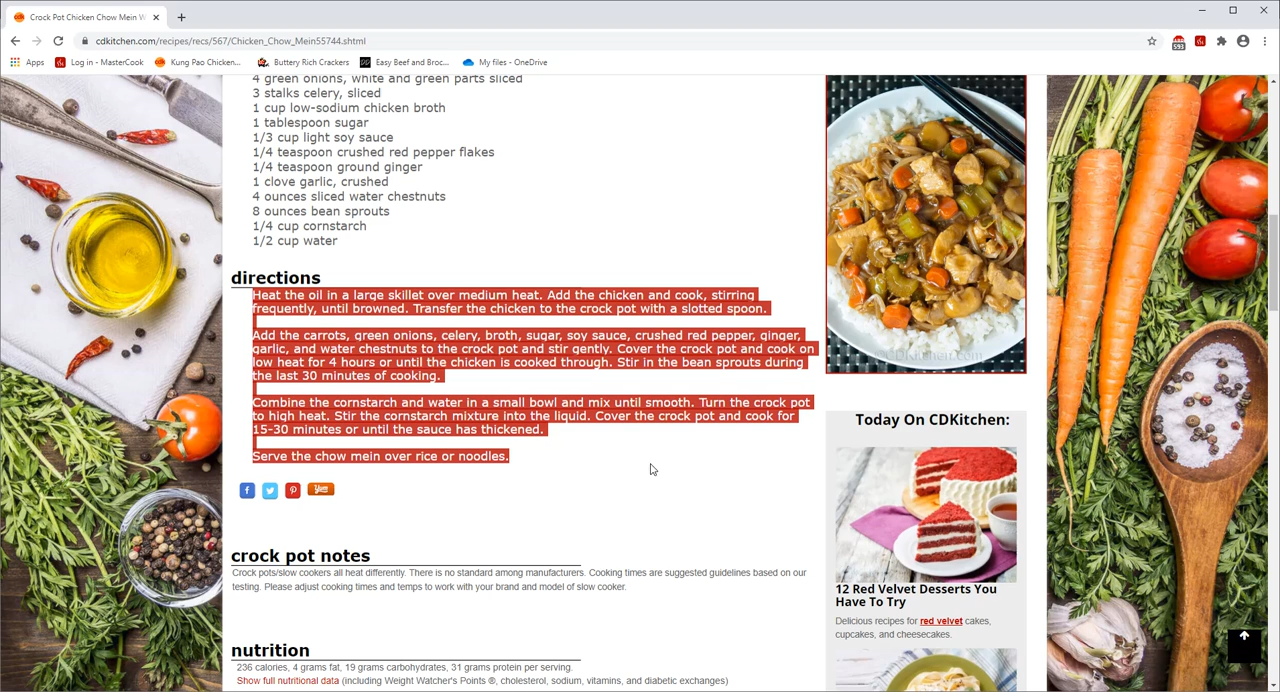 Crock Pot Chicken Chow Mein W
cdkitchen.com/recipes/recs/567/Chicken_Chow_Mein55744.shtml
593
Apps
Log in - MasterCook
Kung Pao Chicken...
Buttery Rich Crackers
Easy Beef and Broc...
My files - OneDrive
4 green onions, white and green parts sliced
3 stalks celery, sliced
1 cup low-sodium chicken broth
1 tablespoon sugar
1/3 cup light soy sauce
1/4 teaspoon crushed red pepper flakes
1/4 teaspoon ground ginger
1 clove garlic, crushed
4 ounces sliced water chestnuts
8 ounces bean sprouts
1/4 cup cornstarch
1/2 cup water
directions
Heat the oil in a large skillet over medium heat. Add the chicken and cook, stirring
frequently, until browned. Transfer the chicken to the crock pot with a slotted spoon.
Add the carrots, green onions, celery, broth, sugar, soy sauce, crushed red pepper, ginger,
garlic, and water chestnuts to the crock pot and stir gently. Cover the crock pot and cook on
low heat for 4 hours or until the chicken is cooked through. Stir in the bean sprouts during
the last 30 minutes of cooking.
Combine the cornstarch and water in a small bowl and mix until smooth. Turn the crock pot
to high heat. Stir the cornstarch mixture into the liquid. Cover the crock pot and cook for
15-30 minutes or until the sauce has thickened.
Serve the chow mein over rice or noodles.
Yum
crock pot notes
Crock pots/slow cookers all heat differently. There is no standard among manufacturers. Cooking times are suggested guidelines based on our
testing. Please adjust cooking times and temps to work with your brand and model of slow cooker.
nutrition
236 calories, 4 grams fat, 19 grams carbohydrates, 31 grams protein per serving.
Show full nutritional data (including Weight Watcher's Points ®, cholesterol, sodium, vitamins, and diabetic exchanges)
©CDKitchen.com
Today On CDKitchen:
12 Red Velvet Desserts You
Have To Try
Delicious recipes for red velvet cakes,
cupcakes, and cheesecakes.